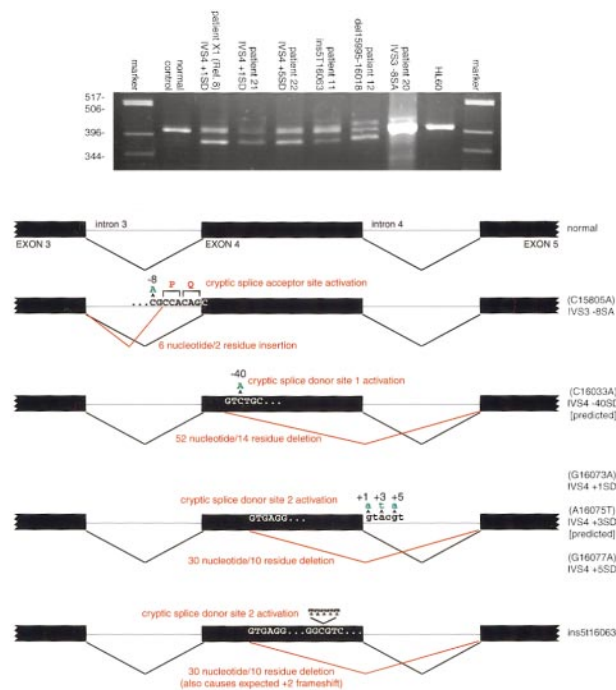 marker
normal
control
patient X1 (Ref. 8)
IVS4 +1SD
patient 21
IVS4 +1SD
patient 22
IVS4 +5SD
patient 11
ins5T16063
patient 12
del15995-16018
patient 20
IVS3 -8SA
HL60
marker
517-
506-
396-
344-
intron 3
intron 4
normal
EXON 3
EXON 4
EXON 5
-8
A
P Q
cryptic splice acceptor site activation
...CGCCACAGC
(C15805A)
IVS3 -8SA
6 nucleotide/2 residue insertion
-40
A
cryptic splice donor site 1 activation
GTCTGC...
(C16033A)
IVS4 -40SD
[predicted]
52 nucleotide/14 residue deletion
(G16073A)
IVS4 +1SD
cryptic splice donor site 2 activation
+1 +3 +5
a t a
GTGAGG...
gtacgt
(A16075T)
IVS4 +3SD
[predicted]
30 nucleotide/10 residue deletion
(G16077A)
IVS4 +5SD
cryptic splice donor site 2 activation
GTGAGG...GGCGTC...
ins5t16063
30 nucleotide/10 residue deletion
(also causes expected +2 frameshift)